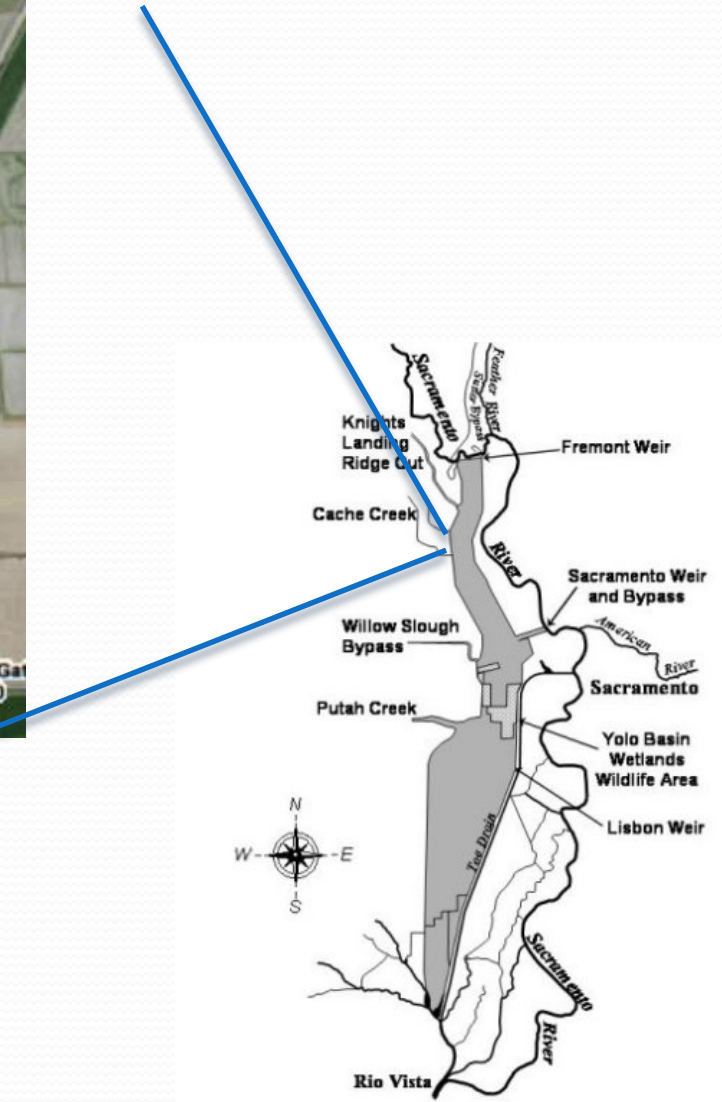 Sacramento
Feather
River
Sutter Bypass
Knights
Landing
Ridge Cut
Fremont Weir
Cache Creek
River
Sacramento Weir
and Bypass
American
River
Willow Slough
Bypass
Sacramento
Putah Creek
Yolo Basin
Wetlands
Wildlife Area
Gat
Lisbon Weir
N
W
E
S
Toe Drain
Sacramento
River
Rio Vista